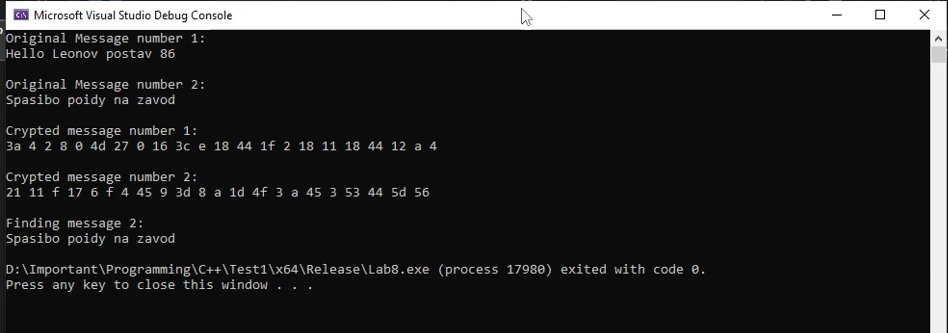 Microsoft Visual Studio Debug Console
Original Message number 1:
Hello Leonov postav 86
Original Message number 2:
Spasibo poidy na zavod
Crypted message number 1:
3a 4 2 8 0 4d 27 0 16 3c e 18 44 1f 2 18 11 18 44 12 a 4
Crypted message number 2:
21 11 f 17 6 f 4 45 9 3d 8 a 1d 4f 3 a 45 3 53 44 5d 56
Finding message 2:
Spasibo poidy na zavod
D:\Important\Programming\C++\Test1\x64\Release\Lab8.exe (process 17980) exited with code 0.
Press any key to close this window . . .